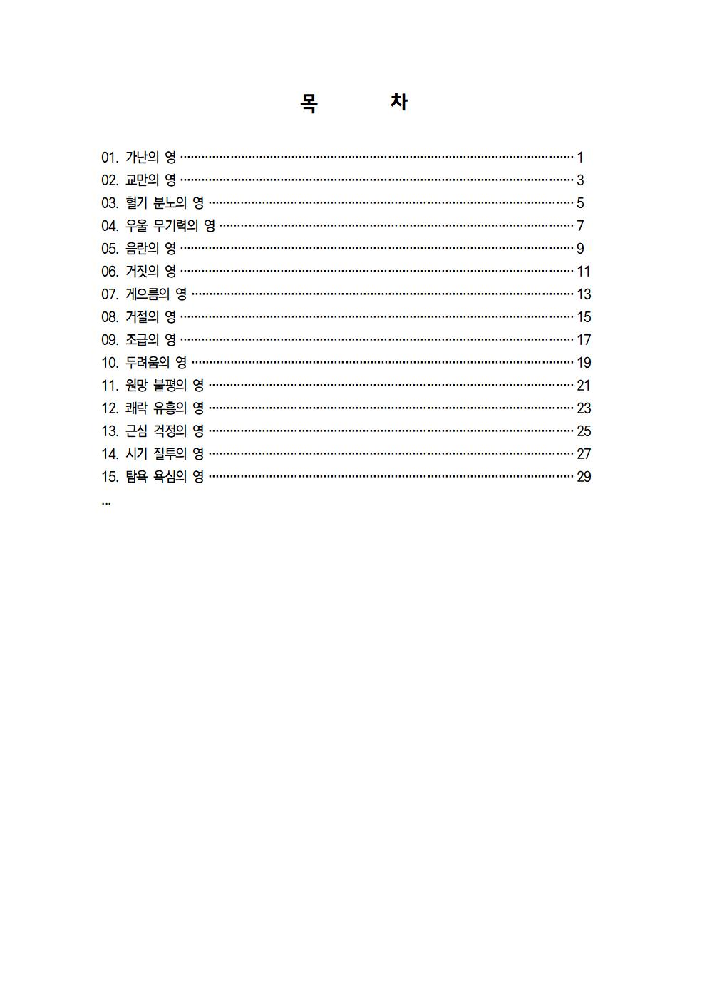 목 차
01. 가난의 영 ································ 1
02. 교만의 영 ································ 3
03. 혈기 분노의 영 ································ 5
04. 우울 무기력의 영 ································ 7
05. 음란의 영 ································ 9
06. 거짓의 영 ································ 11
07. 게으름의 영 ································ 13
08. 거절의 영 ································ 15
09. 조급의 영 ································ 17
10. 두려움의 영 ································ 19
11. 원망 불평의 영 ································ 21
12. 쾌락 유흥의 영 ································ 23
13. 근심 걱정의 영 ································ 25
14. 시기 질투의 영 ································ 27
15. 탐욕 욕심의 영 ································ 29
...